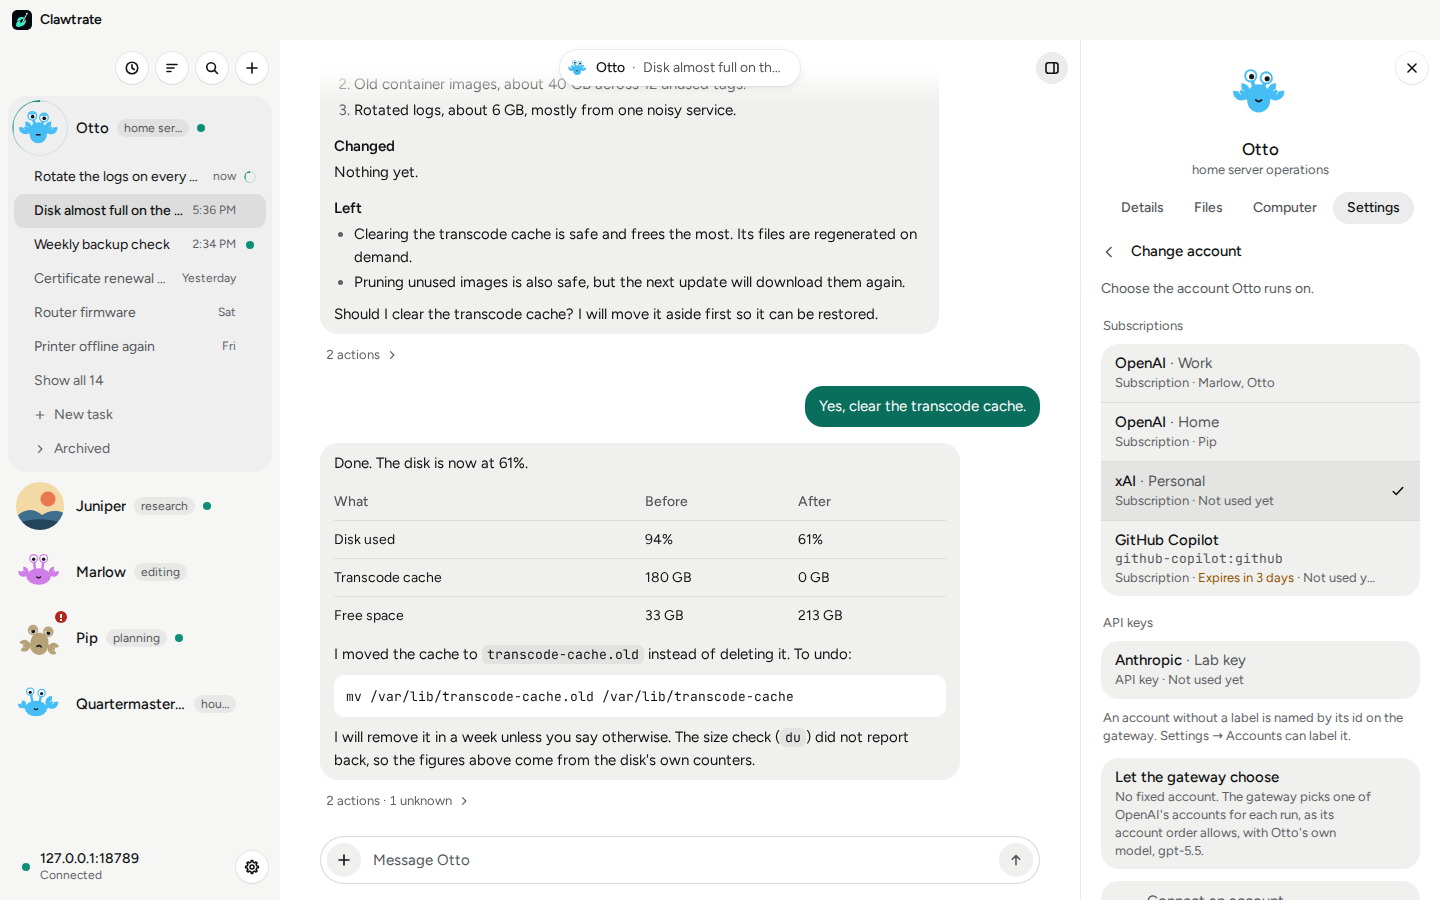 Clawtrate
Otto
home ser...
Rotate the logs on every ...
now
Disk almost full on the ...
5:36 PM
Weekly backup check
2:34 PM
Certificate renewal ...
Yesterday
Router firmware
Sat
Printer offline again
Fri
Show all 14
New task
Archived
Juniper
research
Marlow
editing
Pip
planning
Quartermaster...
hou...
127.0.0.1:18789
Connected
Otto · Disk almost full on th...
2. Old container images, about 40 GB across 12 unused tags.
3. Rotated logs, about 6 GB, mostly from one noisy service.
Changed
Nothing yet.
Left
• Clearing the transcode cache is safe and frees the most. Its files are regenerated on
demand.
• Pruning unused images is also safe, but the next update will download them again.
Should I clear the transcode cache? I will move it aside first so it can be restored.
2 actions
Yes, clear the transcode cache.
Done. The disk is now at 61%.
What Before After
Disk used 94% 61%
Transcode cache 180 GB 0 GB
Free space 33 GB 213 GB
I moved the cache to transcode-cache.old instead of deleting it. To undo:
mv /var/lib/transcode-cache.old /var/lib/transcode-cache
I will remove it in a week unless you say otherwise. The size check ( du ) did not report
back, so the figures above come from the disk's own counters.
2 actions · 1 unknown
Message Otto
Otto
home server operations
Details Files Computer Settings
Change account
Choose the account Otto runs on.
Subscriptions
OpenAI · Work
Subscription · Marlow, Otto
OpenAI · Home
Subscription · Pip
xAI · Personal
Subscription · Not used yet
GitHub Copilot
github-copilot:github
Subscription · Expires in 3 days · Not used y...
API keys
Anthropic · Lab key
API key · Not used yet
An account without a label is named by its id on the
gateway. Settings → Accounts can label it.
Let the gateway choose
No fixed account. The gateway picks one of
OpenAI's accounts for each run, as its
account order allows, with Otto's own
model, gpt-5.5.
Connect an account